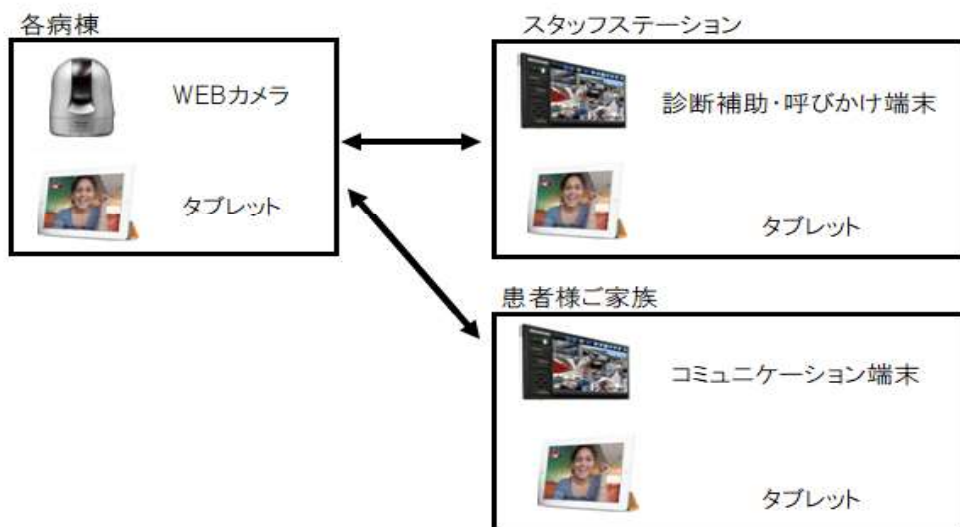 各病棟
WEBカメラ
タブレット
スタッフステーション
診断補助・呼びかけ端末
タブレット
患者様ご家族
コミュニケーション端末
タブレット